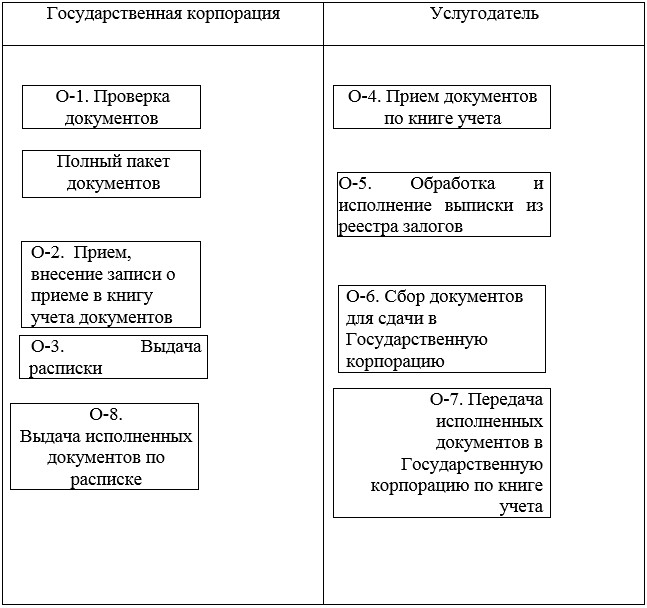 Государственная корпорация
Услугодатель
О-1. Проверка
документов
Полный пакет
документов
О-2. Прием,
внесение записи о
приеме в книгу
учета документов
О-3. Выдача
расписки
О-8.
Выдача исполненных
документов по
расписке
О-4. Прием документов
по книге учета
О-5. Обработка и
исполнение выписки из
реестра залогов
О-6. Сбор документов
для сдачи в
Государственную
корпорацию
О-7. Передача
исполненных
документов в
Государственную
корпорацию по книге
учета